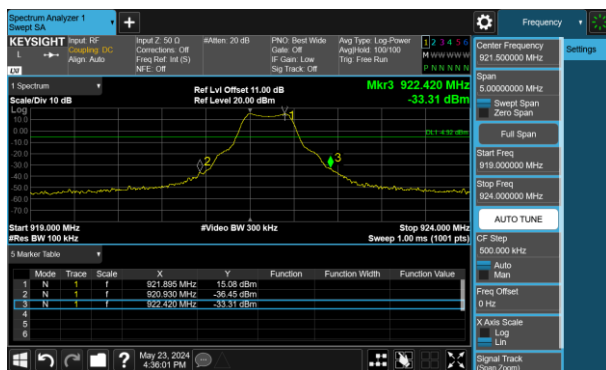 Spectrum Analyzer 1
Swept SA
+
Frequency
KEYSIGHT Input: RF Input Z: 50 Ω #Atten: 20 dB PNO: Best Wide Avg Type: Log-Power 1 2 3 4 5 6
L Coupling: DC Corrections: Off Gate: Off Avg|Hold: 100/100 M W W W W W
Align: Auto Freq Ref: Int (S) IF Gain: Low Trig: Free Run
NFE: Off Sig Track: Off P N N N N N
LXI
1 Spectrum
Ref Lvl Offset 11.00 dB Mkr3 922.420 MHz
Scale/Div 10 dB Ref Level 20.00 dBm -33.31 dBm
Log
10.0
0.00
DL1 -4.92 dBm
-10.0
-20.0
-30.0
-40.0
-50.0
-60.0
-70.0
1
2
3
Start 919.000 MHz #Video BW 300 kHz Stop 924.000 MHz
#Res BW 100 kHz Sweep 1.00 ms (1001 pts)
5 Marker Table
Mode Trace Scale X Y Function Function Width Function Value
1 N 1 f 921.895 MHz 15.08 dBm
2 N 1 f 920.930 MHz -36.45 dBm
3 N 1 f 922.420 MHz -33.31 dBm
4
5
6
? May 23, 2024
4:36:01 PM
Center Frequency
921.500000 MHz
Settings
Span
5.00000000 MHz
Swept Span
Zero Span
Full Span
Start Freq
919.000000 MHz
Stop Freq
924.000000 MHz
AUTO TUNE
CF Step
500.000 kHz
Auto
Man
Freq Offset
0 Hz
X Axis Scale
Log
Lin
Signal Track
(Span Zoom)